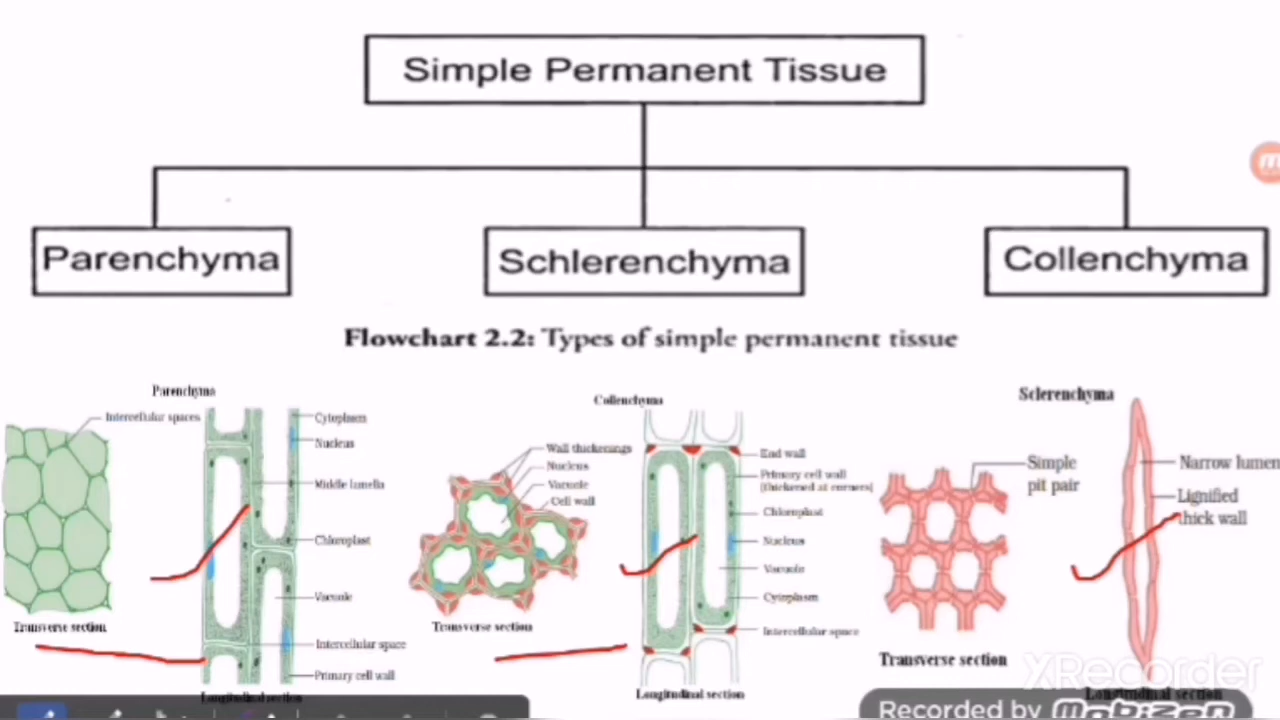 Simple Permanent Tissue
Parenchyma
Schlerenchyma
Collenchyma
Flowchart 2.2: Types of simple permanent tissue
Parenchyma
Intercellular spaces
Cytoplasm
Nucleus
Middle lamella
Chloroplast
Vacuole
Intercellular space
Primary cell wall
Transverse section
Longitudinal section
Collenchyma
Wall thickenings
Nucleus
Vacuole
Cell wall
End wall
Primary cell wall
(thickened at corners)
Chloroplast
Nucleus
Vacuole
Cytoplasm
Intercellular space
Transverse section
Longitudinal section
Sclerenchyma
Simple
pit pair
Narrow lumen
Lignified
thick wall
Transverse section
Longitudinal section
XRecorder
Recorded by Mobizen